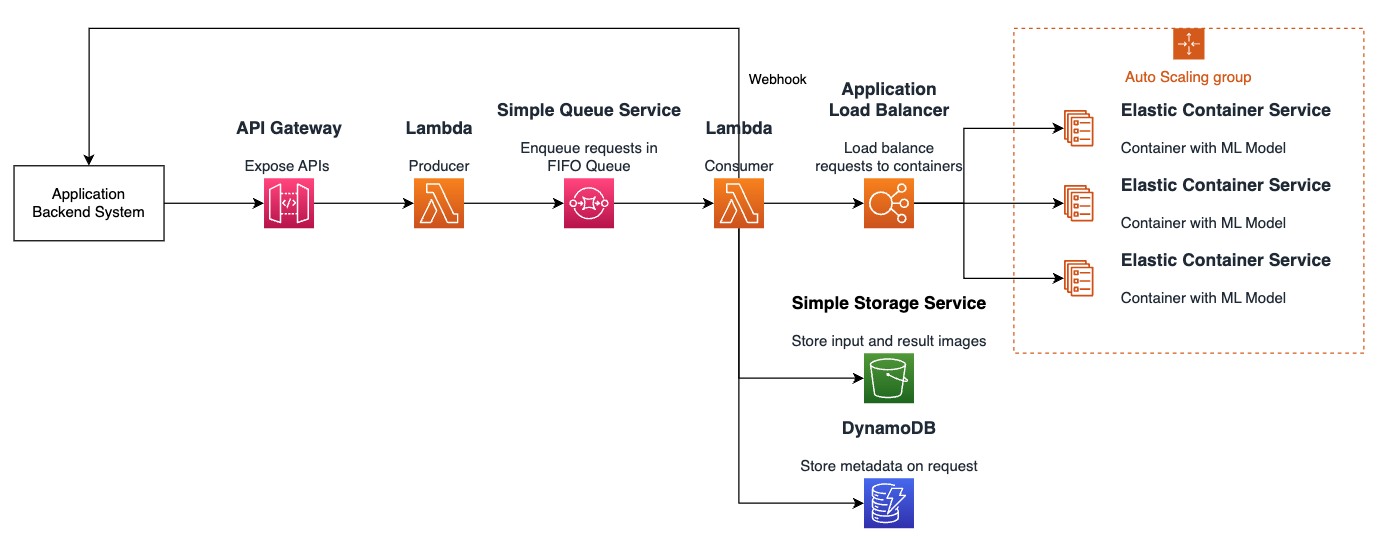 Webhook
Auto Scaling group
Application
Load Balancer
Load balance
requests to containers
API Gateway
Expose APIs
Lambda
Producer
Simple Queue Service
Enqueue requests in
FIFO Queue
Lambda
Consumer
Elastic Container Service
Container with ML Model
Elastic Container Service
Container with ML Model
Elastic Container Service
Container with ML Model
Application
Backend System
Simple Storage Service
Store input and result images
DynamoDB
Store metadata on request